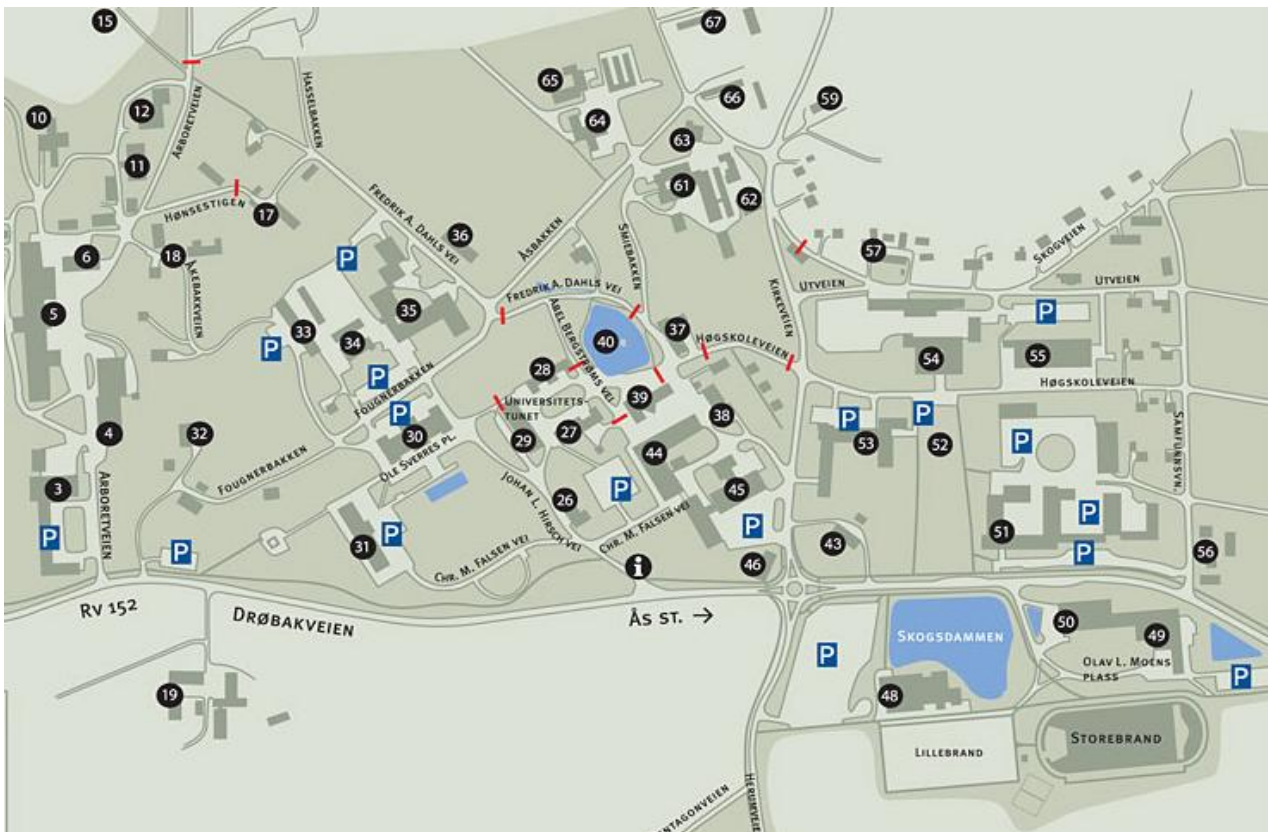 15
67
65
66
59
10
12
64
63
HASSELBAKKEN
ARBORETVEIEN
11
61
62
HØNSESTIGEN
17
FREDRIK A. DAHLS VEI
36
ÅSBAKKEN
SMIEBAKKEN
SKOGVEIEN
6
18
ÅKEBAKKVEIEN
P
57
KIRKEVEIEN
UTVEIEN
UTVEIEN
5
35
FREDRIK A. DAHLS VEI
P
33
34
P
40
37
HØGSKOLEVEIEN
54
55
ABEL BERGSTRØMS VEI
28
P
FOUGNERBAKKEN
HØGSKOLEVEIEN
UNIVERSITETS-
TUNET
39
38
P
P
P
4
32
30
29
27
44
53
52
P
SAMFUNNSVN.
OLE SVERRES PL.
FOUGNERBAKKEN
3
ARBORETVEIEN
P
45
JOHAN L. HIRSCH VEI
26
P
P
P
P
31
P
CHR. M. FALSEN VEI
CHR. M. FALSEN VEI
43
51
P
56
46
i
RV 152
DRØBAKVEIEN
ÅS ST. →
SKOGSDAMMEN
50
49
P
OLAV L. MOENS
PLASS
P
19
48
LILLEBRAND
STOREBRAND
HERUMVEIE
NTAGONVEIEN